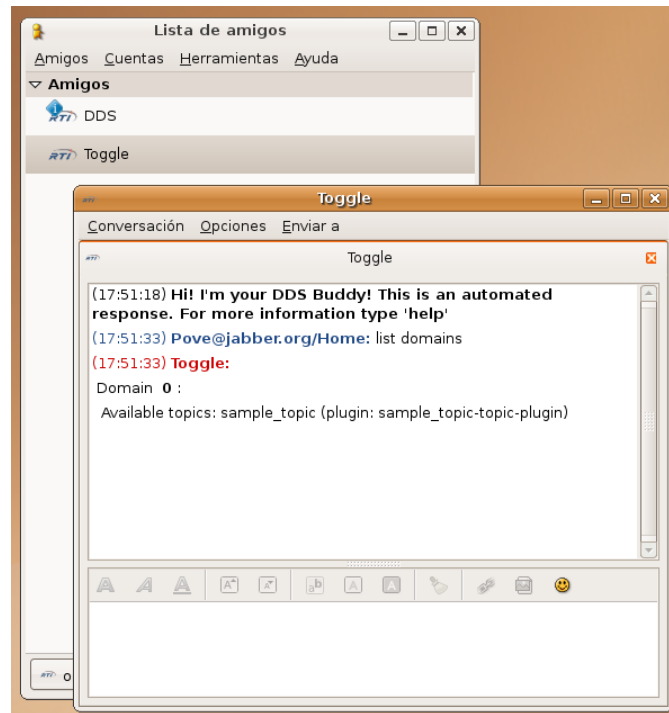 Lista de amigos
Amigos Cuentas Herramientas Ayuda
Amigos
RTI DDS
RTI Toggle
Toggle
Conversación Opciones Enviar a
Toggle
(17:51:18) Hi! I'm your DDS Buddy! This is an automated
response. For more information type 'help'
(17:51:33) Pove@jabber.org/Home: list domains
(17:51:33) Toggle:
Domain 0 :
Available topics: sample_topic (plugin: sample_topic-topic-plugin)